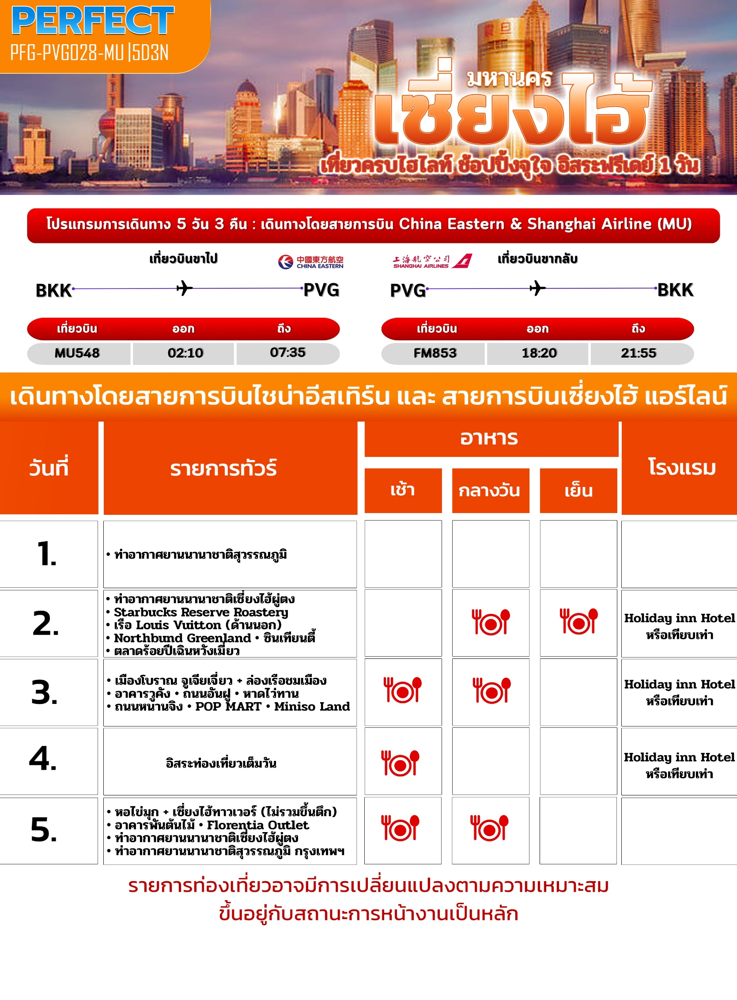 PERFECT
PFG-PVG028-MU |5D3N
มหานคร
เซี่ยงไฮ้
เที่ยวครบไฮไลท์ ช้อปปิ้งจุใจ อิสระฟรีเดย์ 1 วัน
โปรแกรมการเดินทาง 5 วัน 3 คืน : เดินทางโดยสายการบิน China Eastern & Shanghai Airline (MU)
เที่ยวบินขาไป
中國東方航空
CHINA EASTERN
上海航空公司
SHANGHAI AIRLINES
เที่ยวบินขากลับ
BKK PVG PVG BKK
เที่ยวบิน ออก ถึง เที่ยวบิน ออก ถึง
MU548 02:10 07:35 FM853 18:20 21:55
เดินทางโดยสายการบินไชน่าอีสเทิร์น และ สายการบินเซี่ยงไฮ้ แอร์ไลน์
วันที่ รายการทัวร์ อาหาร โรงแรม
เช้า กลางวัน เย็น
1.
• ท่าอากาศยานนานาชาติสุวรรณภูมิ
2.
• ท่าอากาศยานนานาชาติเซี่ยงไฮ้ผู่ตง
• Starbucks Reserve Roastery
• เรือ Louis Vuitton (ด้านนอก)
• Northbund Greenland • ซินเทียนตี้
• ตลาดร้อยปีเฉินหวังเมี่ยว
Holiday inn Hotel
หรือเทียบเท่า
3.
• เมืองโบราณ จูเจียเจี่ยว + ล่องเรือชมเมือง
• อาคารวูคัง • ถนนอันฝู • หาดไว่ทาน
• ถนนหนานจิง • POP MART • Miniso Land
Holiday inn Hotel
หรือเทียบเท่า
4.
อิสระท่องเที่ยวเต็มวัน
Holiday inn Hotel
หรือเทียบเท่า
5.
• หอไข่มุก + เซี่ยงไฮ้ทาวเวอร์ (ไม่รวมขึ้นตึก)
• อาคารพันต้นไม้ • Florentia Outlet
• ท่าอากาศยานนานาชาติเซี่ยงไฮ้ผู่ตง
• ท่าอากาศยานนานาชาติสุวรรณภูมิ กรุงเทพฯ
รายการท่องเที่ยวอาจมีการเปลี่ยนแปลงตามความเหมาะสม
ขึ้นอยู่กับสถานะการหน้างานเป็นหลัก